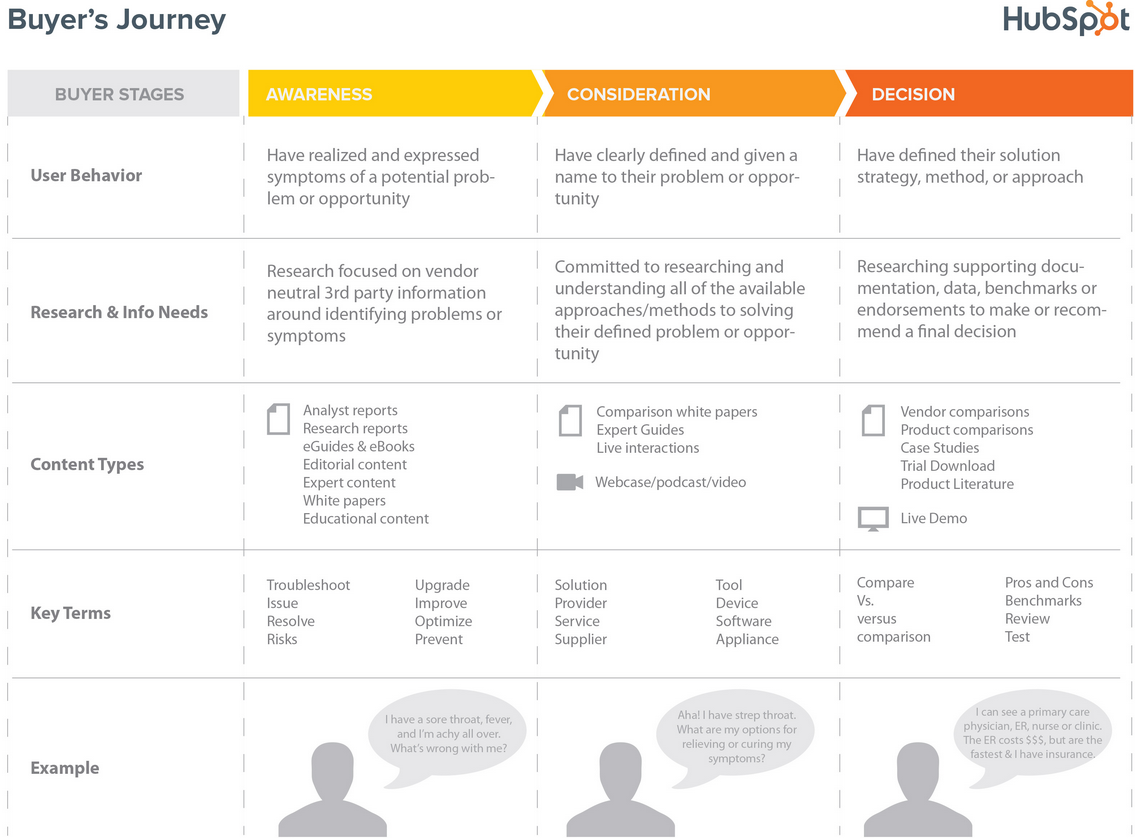 Buyer's Journey
HubSpot
BUYER STAGES
AWARENESS
CONSIDERATION
DECISION
User Behavior
Have realized and expressed
symptoms of a potential prob-
lem or opportunity
Have clearly defined and given a
name to their problem or oppor-
tunity
Have defined their solution
strategy, method, or approach
Research & Info Needs
Research focused on vendor
neutral 3rd party information
around identifying problems or
symptoms
Committed to researching and
understanding all of the available
approaches/methods to solving
their defined problem or oppor-
tunity
Researching supporting docu-
mentation, data, benchmarks or
endorsements to make or recom-
mend a final decision
Content Types
Analyst reports
Research reports
eGuides & eBooks
Editorial content
Expert content
White papers
Educational content
Comparison white papers
Expert Guides
Live interactions
Webcase/podcast/video
Vendor comparisons
Product comparisons
Case Studies
Trial Download
Product Literature
Live Demo
Key Terms
Troubleshoot
Issue
Resolve
Risks
Upgrade
Improve
Optimize
Prevent
Solution
Provider
Service
Supplier
Tool
Device
Software
Appliance
Compare
Vs.
versus
comparison
Pros and Cons
Benchmarks
Review
Test
Example
I have a sore throat, fever,
and I'm achy all over.
What's wrong with me?
Aha! I have strep throat.
What are my options for
relieving or curing my
symptoms?
I can see a primary care
physician, ER, nurse or clinic.
The ER costs $$$, but are the
fastest & I have insurance.